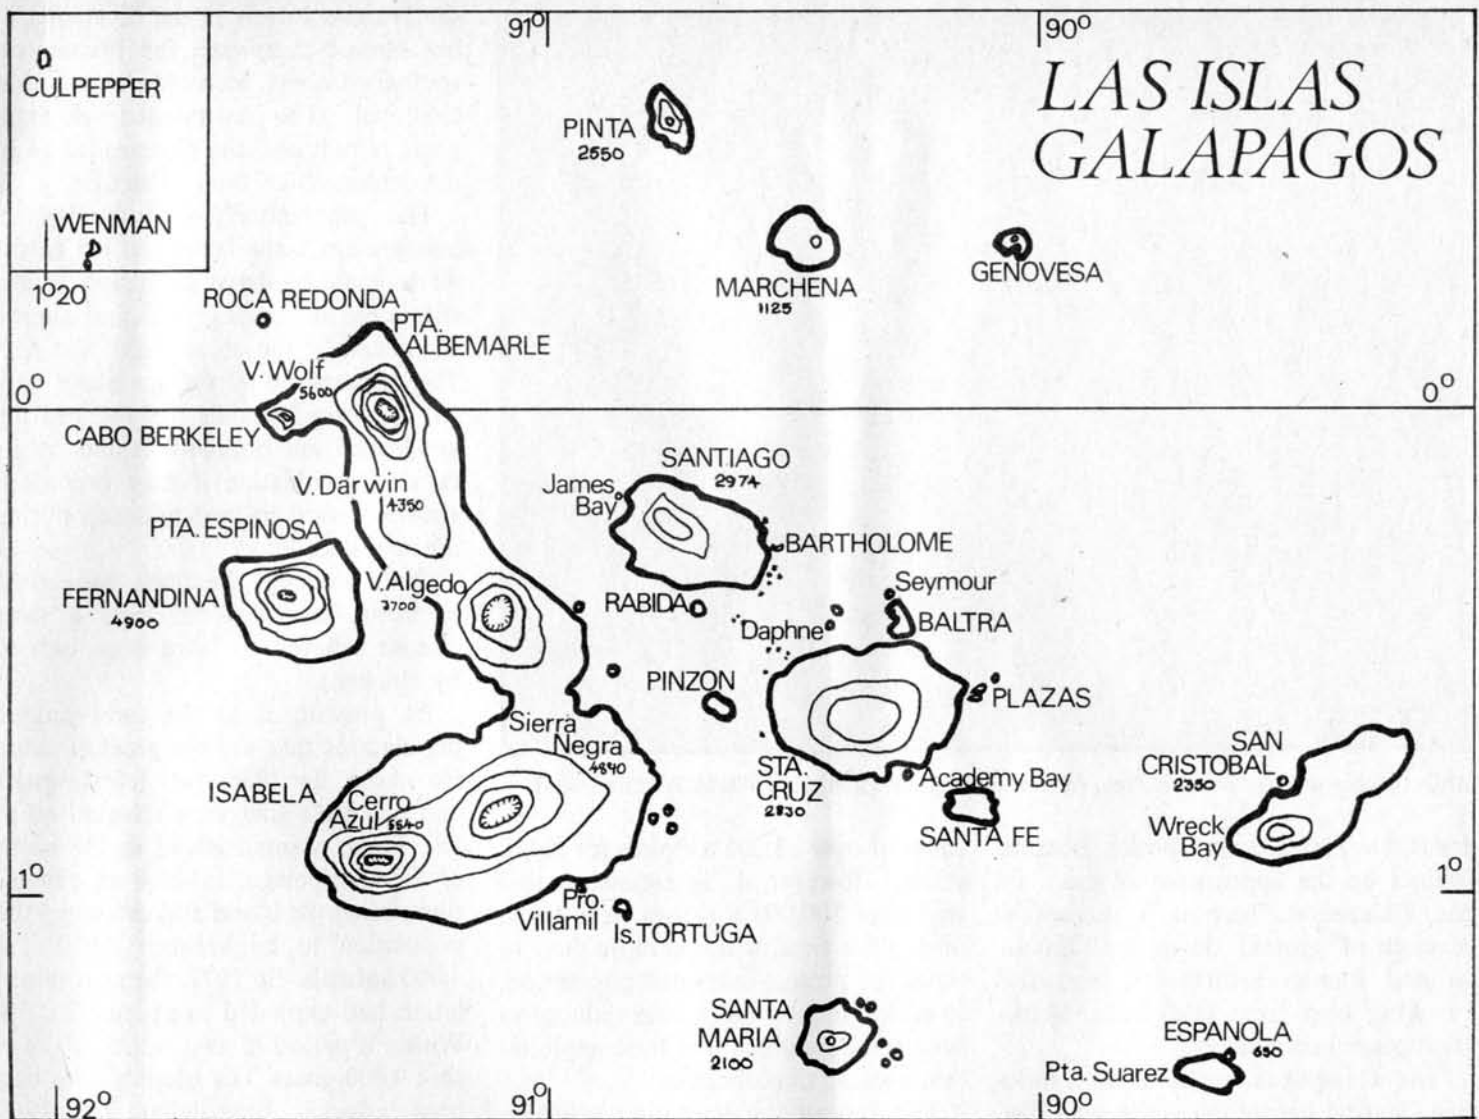 91°
90°
LAS ISLAS
GALAPAGOS
CULPEPPER
PINTA
2550
WENMAN
MARCHENA
1125
GENOVESA
1°20
ROCA REDONDA
PTA.
ALBEMARLE
V. Wolf
5600
0°
0°
CABO BERKELEY
SANTIAGO
2974
James
Bay
V. Darwin
4350
PTA. ESPINOSA
BARTHOLOME
Seymour
V. Algedo
3700
FERNANDINA
4900
RABIDA
BALTRA
Daphne
PINZON
PLAZAS
Sierra
Negra
4840
SAN
CRISTOBAL
2350
STA.
CRUZ
2830
Academy Bay
ISABELA
Cerro
Azul 5540
SANTA FE
Wreck
Bay
1°
1°
Pto.
Villamil
Is. TORTUGA
SANTA
MARIA
2100
ESPANOLA
650
Pta. Suarez
92°
91°
90°